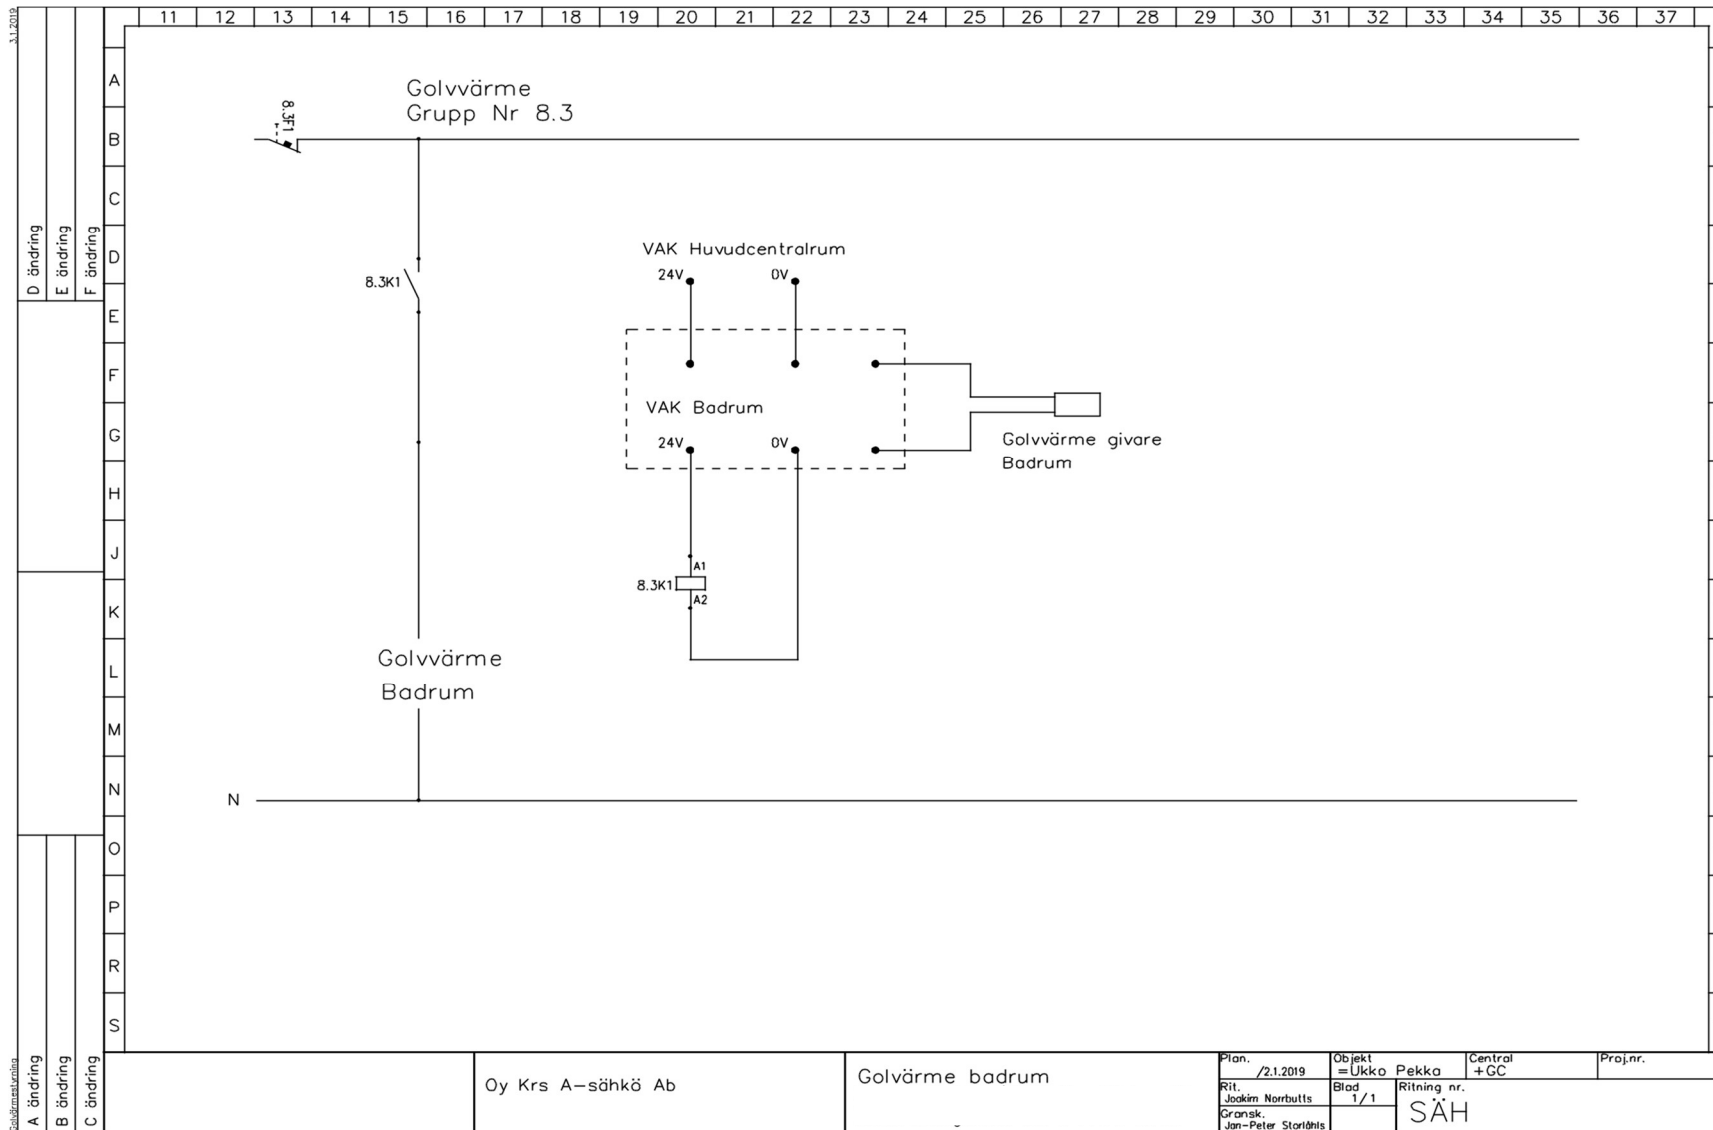 3.1.2019
11 12 13 14 15 16 17 18 19 20 21 22 23 24 25 26 27 28 29 30 31 32 33 34 35 36 37
A
B
C
D
E
F
G
H
J
K
L
M
N
O
P
R
S
D ändring
E ändring
F ändring
A ändring
B ändring
C ändring
Golvvärme
Grupp Nr 8.3
8.3F1
8.3K1
VAK Huvudcentralrum
24V 0V
VAK Badrum
24V 0V
Golvvärme givare
Badrum
A1
8.3K1
A2
Golvvärme
Badrum
N
Oy Krs A-sähkö Ab
Golvärme badrum
Plan.
/2.1.2019
Objekt
=Ukko Pekka
Central
+GC
Proj.nr.
Rit.
Joakim Norrbutts
Blad
1/1
Ritning nr.
SÄH
Gransk.
Jan-Peter Storlåhls